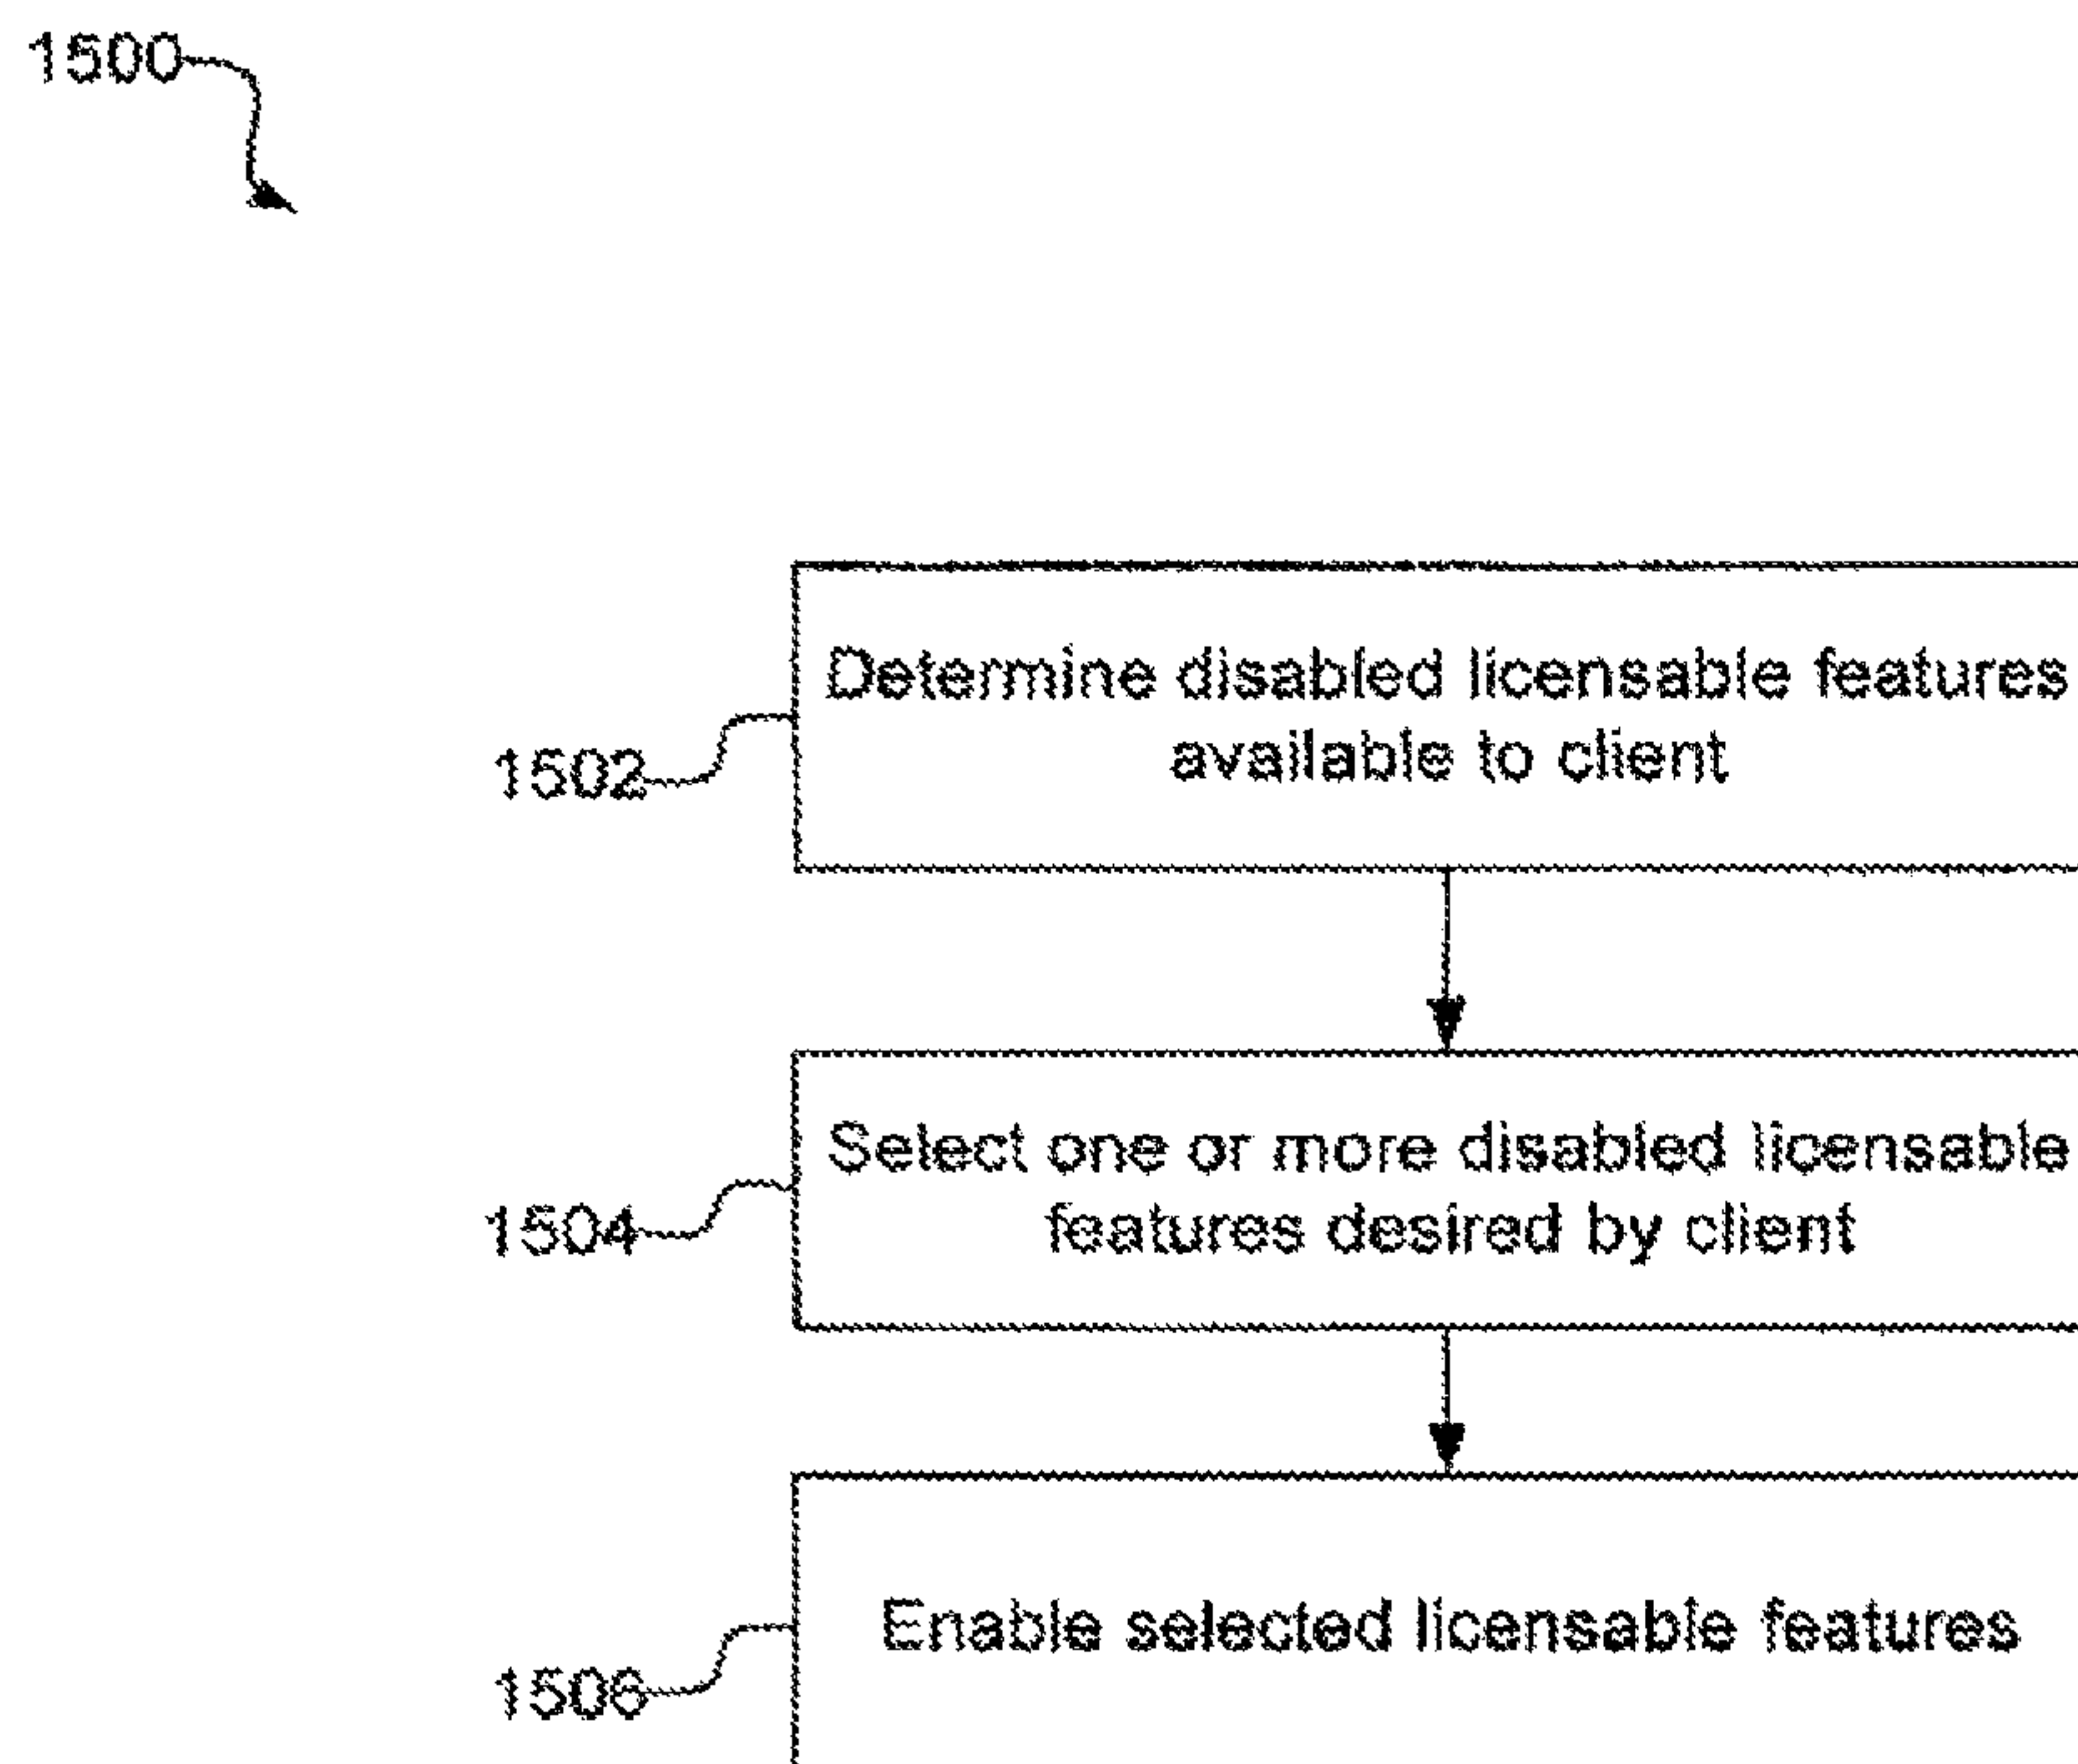 1500
Determine disabled licensable features
available to client
1502
Select one or more disabled licensable
features desired by client
1504
Enable selected licensable features
1506